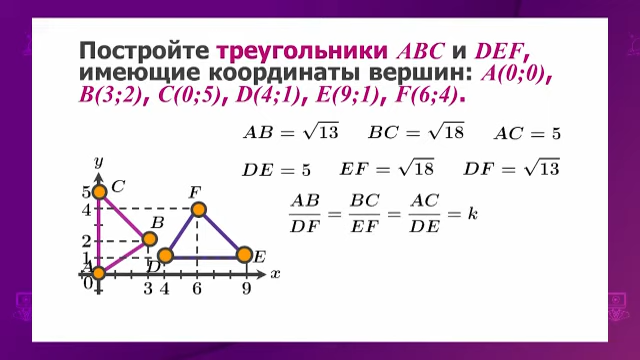 Постройте треугольники ABC и DEF,
имеющие координаты вершин: A(0;0),
B(3;2), C(0;5), D(4;1), E(9;1), F(6;4).
AB = √13 BC = √18 AC = 5
DE = 5 EF = √18 DF = √13
AB/DF = BC/EF = AC/DE = k
y
5 C F
4
B
2
1 A D E
0 3 4 6 9 x